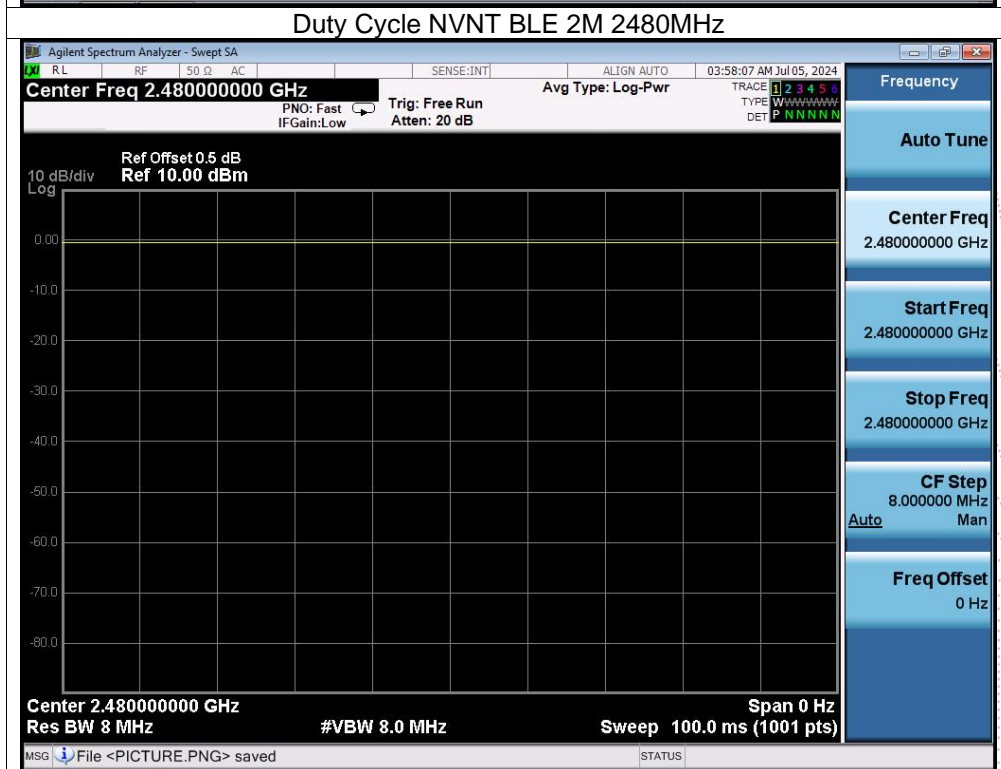 Duty Cycle NVNT BLE 2M 2480MHz
Agilent Spectrum Analyzer - Swept SA
LXI RL RF 50 Ω AC SENSE:INT ALIGN AUTO 03:58:07 AM Jul 05, 2024
Center Freq 2.480000000 GHz Avg Type: Log-Pwr TRACE 1 2 3 4 5 6
PNO: Fast Trig: Free Run TYPE WWWWWW
IFGain:Low Atten: 20 dB DET P N N N N N
Ref Offset 0.5 dB
10 dB/div Ref 10.00 dBm
Log
0.00
-10.0
-20.0
-30.0
-40.0
-50.0
-60.0
-70.0
-80.0
Center 2.480000000 GHz Span 0 Hz
Res BW 8 MHz #VBW 8.0 MHz Sweep 100.0 ms (1001 pts)
MSG File <PICTURE.PNG> saved STATUS
Frequency
Auto Tune
Center Freq
2.480000000 GHz
Start Freq
2.480000000 GHz
Stop Freq
2.480000000 GHz
CF Step
8.000000 MHz
Auto Man
Freq Offset
0 Hz